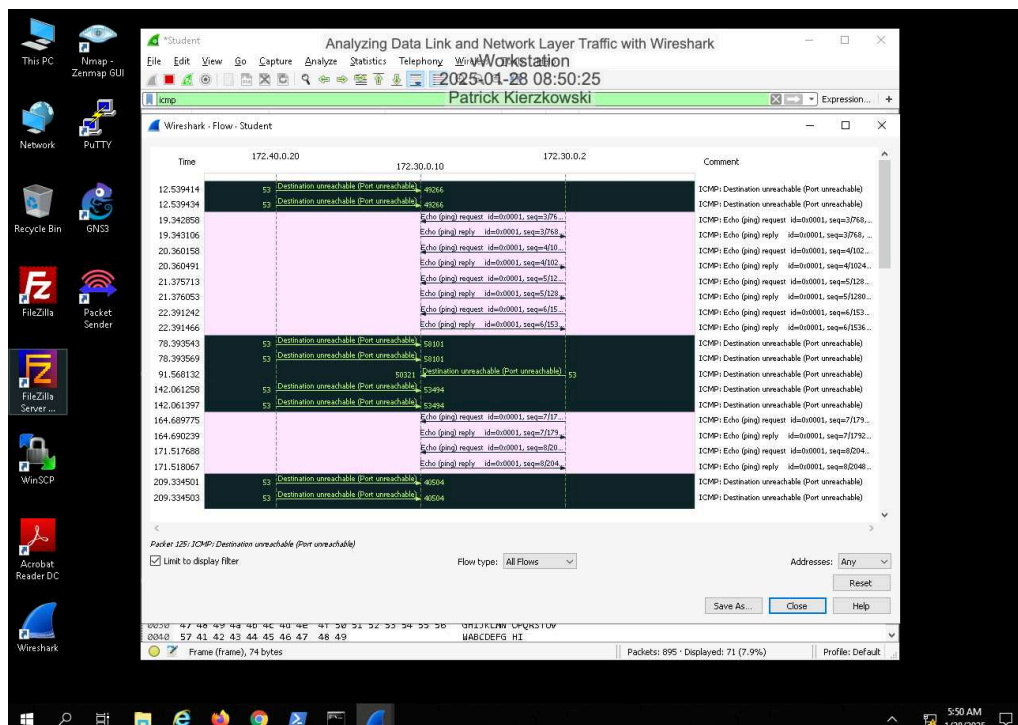 This PC
Nmap -
Zenmap GUI
Network
PuTTY
Recycle Bin
GNS3
FileZilla
Packet
Sender
FileZilla
Server ...
WinSCP
Acrobat
Reader DC
Wireshark
*Student
Analyzing Data Link and Network Layer Traffic with Wireshark
File Edit View Go Capture Analyze Statistics Telephony
Workstation
2025-01-28 08:50:25
Patrick Kierzkowski
icmp
Expression... +
Wireshark - Flow - Student
Time 172.40.0.20 172.30.0.10 172.30.0.2 Comment
12.539414 53 Destination unreachable (Port unreachable) 49266 ICMP: Destination unreachable (Port unreachable)
12.539434 53 Destination unreachable (Port unreachable) 49266 ICMP: Destination unreachable (Port unreachable)
19.342858 Echo (ping) request id=0x0001, seq=3/76... ICMP: Echo (ping) request id=0x0001, seq=3/768,...
19.343106 Echo (ping) reply id=0x0001, seq=3/768... ICMP: Echo (ping) reply id=0x0001, seq=3/768, ...
20.360158 Echo (ping) request id=0x0001, seq=4/10... ICMP: Echo (ping) request id=0x0001, seq=4/102...
20.360491 Echo (ping) reply id=0x0001, seq=4/102... ICMP: Echo (ping) reply id=0x0001, seq=4/1024...
21.375713 Echo (ping) request id=0x0001, seq=5/12... ICMP: Echo (ping) request id=0x0001, seq=5/128...
21.376053 Echo (ping) reply id=0x0001, seq=5/128... ICMP: Echo (ping) reply id=0x0001, seq=5/1280...
22.391242 Echo (ping) request id=0x0001, seq=6/15... ICMP: Echo (ping) request id=0x0001, seq=6/153...
22.391466 Echo (ping) reply id=0x0001, seq=6/153... ICMP: Echo (ping) reply id=0x0001, seq=6/1536...
78.393543 53 Destination unreachable (Port unreachable) 58101 ICMP: Destination unreachable (Port unreachable)
78.393569 53 Destination unreachable (Port unreachable) 58101 ICMP: Destination unreachable (Port unreachable)
91.568132 50321 Destination unreachable (Port unreachable) 53 ICMP: Destination unreachable (Port unreachable)
142.061258 53 Destination unreachable (Port unreachable) 53494 ICMP: Destination unreachable (Port unreachable)
142.061397 53 Destination unreachable (Port unreachable) 53494 ICMP: Destination unreachable (Port unreachable)
164.689775 Echo (ping) request id=0x0001, seq=7/17... ICMP: Echo (ping) request id=0x0001, seq=7/179...
164.690239 Echo (ping) reply id=0x0001, seq=7/179... ICMP: Echo (ping) reply id=0x0001, seq=7/1792...
171.517688 Echo (ping) request id=0x0001, seq=8/20... ICMP: Echo (ping) request id=0x0001, seq=8/204...
171.518067 Echo (ping) reply id=0x0001, seq=8/204... ICMP: Echo (ping) reply id=0x0001, seq=8/2048...
209.334501 53 Destination unreachable (Port unreachable) 40504 ICMP: Destination unreachable (Port unreachable)
209.334503 53 Destination unreachable (Port unreachable) 40504 ICMP: Destination unreachable (Port unreachable)
Packet 125: ICMP: Destination unreachable (Port unreachable)
Limit to display filter Flow type: All Flows Addresses: Any
Reset
Save As... Close Help
0040 57 41 42 43 44 45 46 47 48 49 WABCDEFG HI
Frame (frame), 74 bytes Packets: 895 · Displayed: 71 (7.9%) Profile: Default
5:50 AM